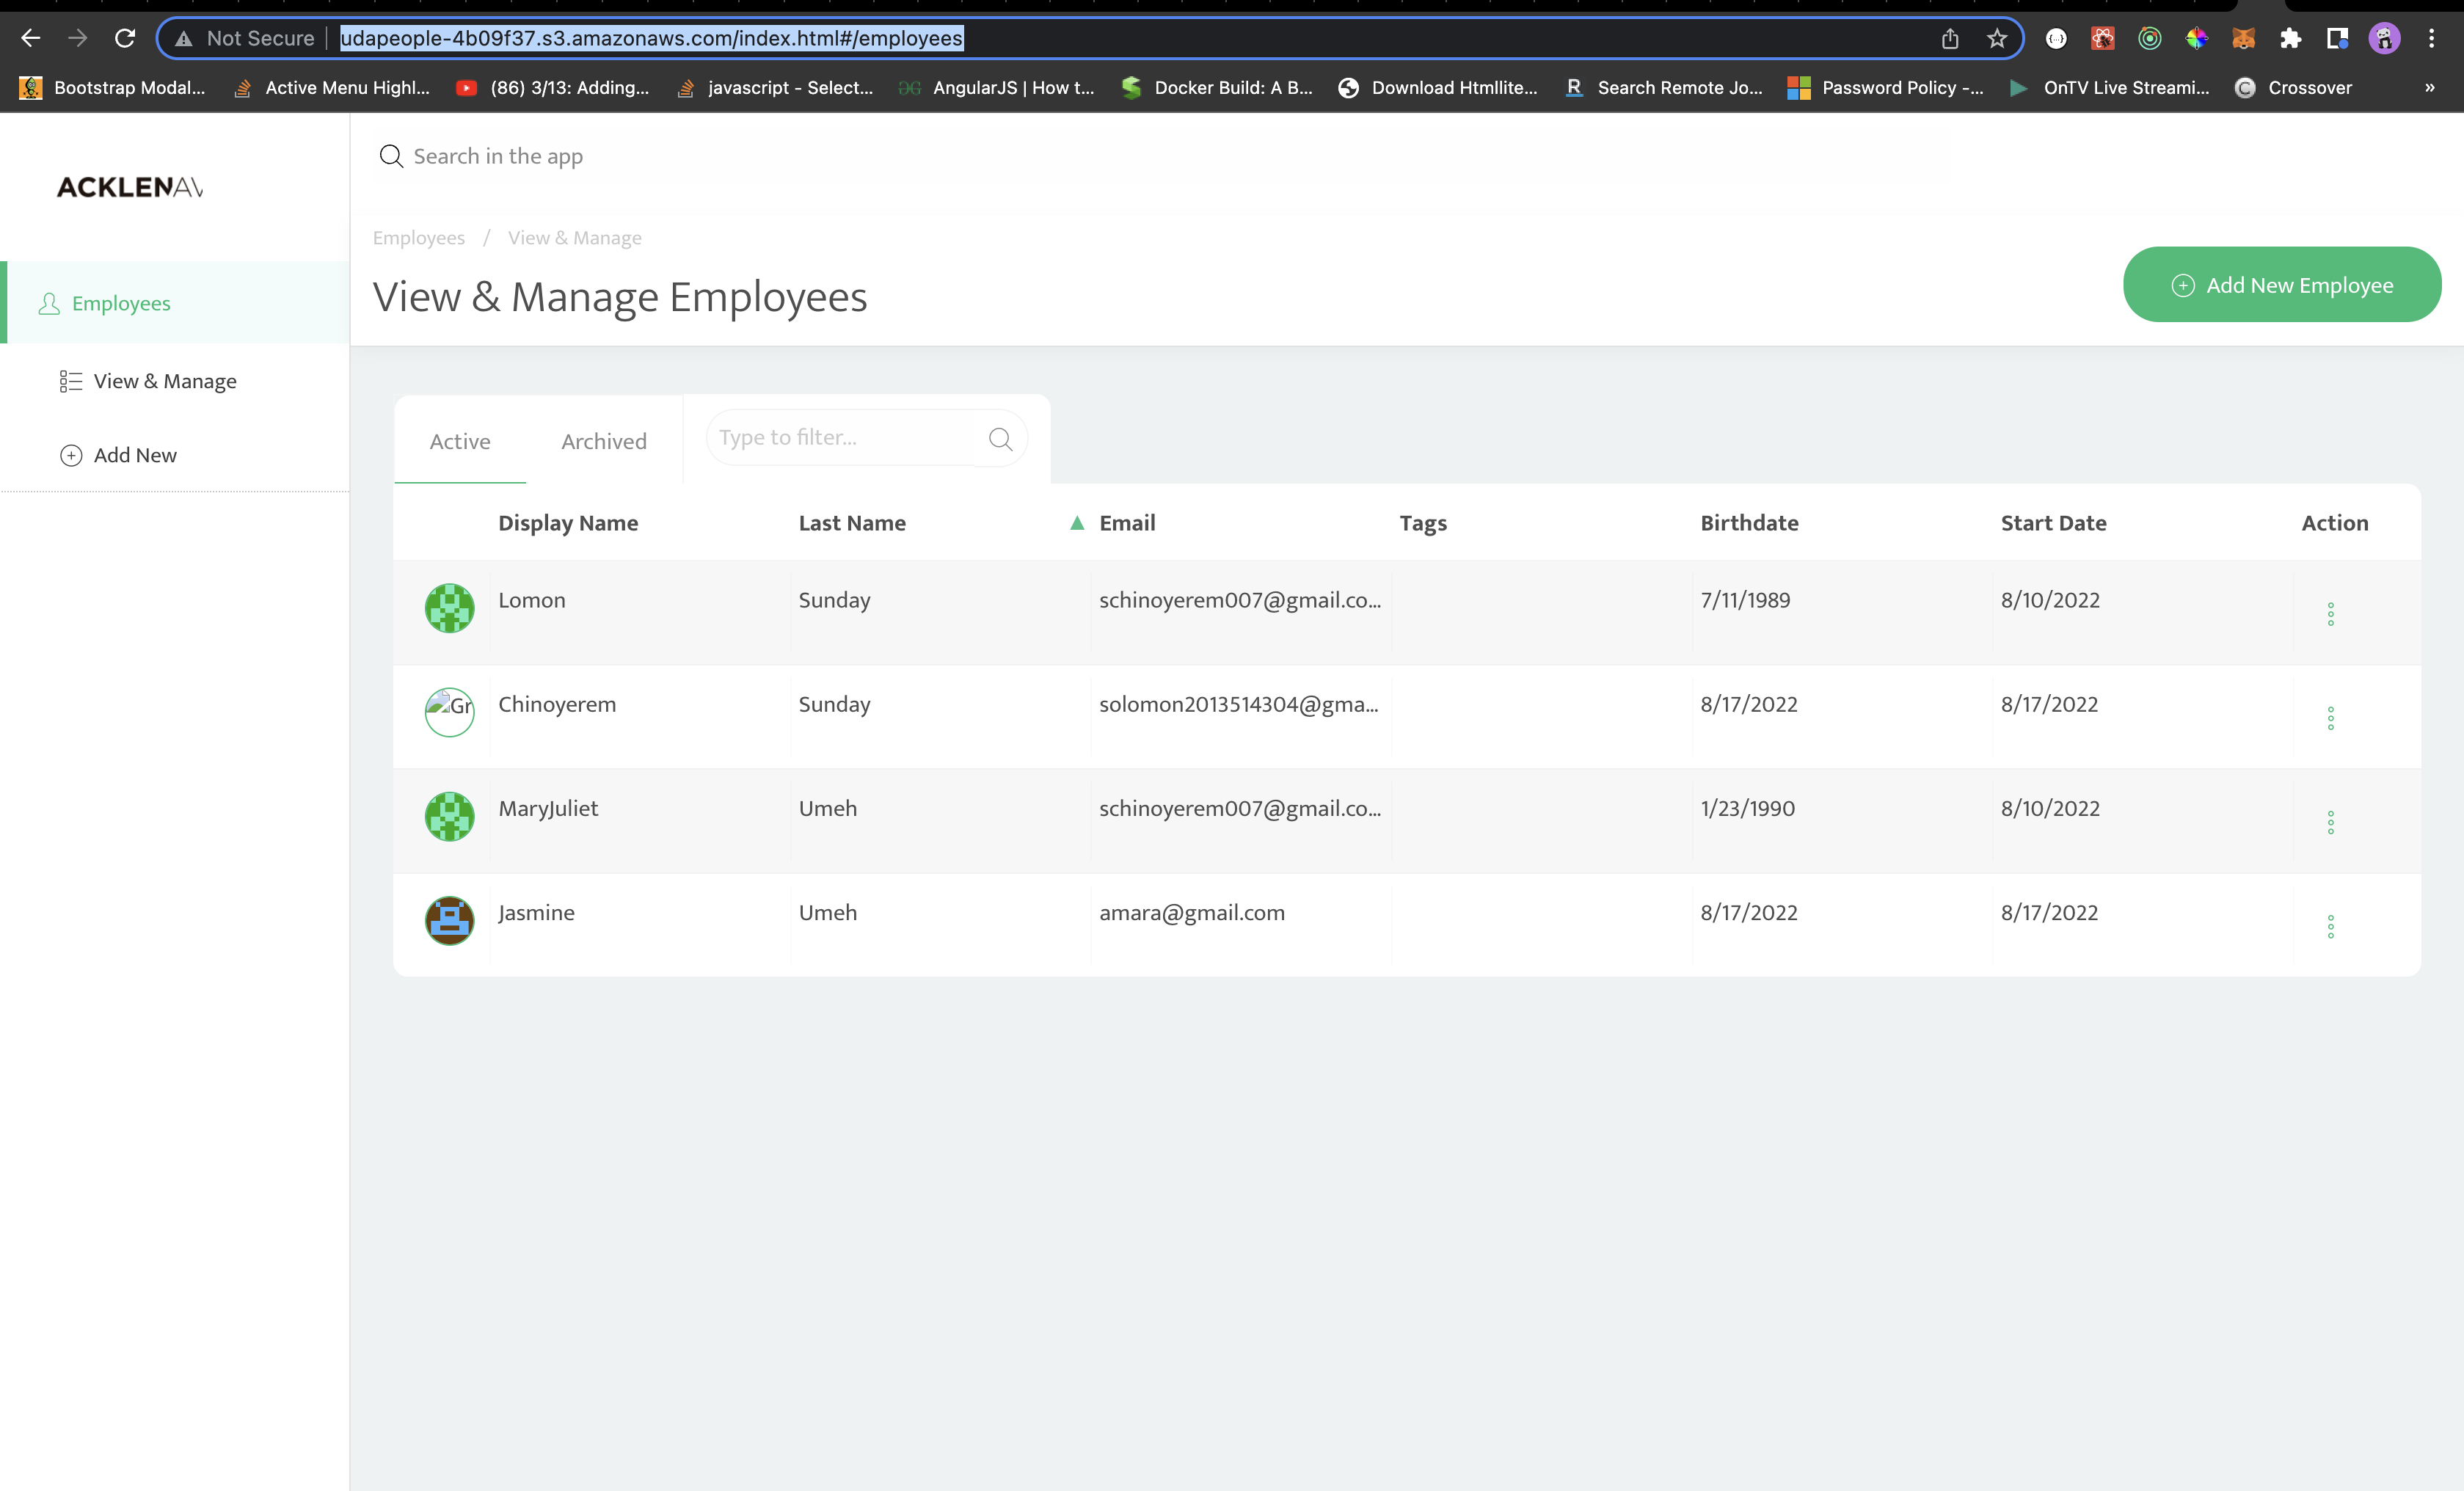 Not Secure | udapeople-4b09f37.s3.amazonaws.com/index.html#/employees
Bootstrap Modal... Active Menu Highl... (86) 3/13: Adding... javascript - Select... AngularJS | How t... Docker Build: A B... Download Htmllite... Search Remote Jo... Password Policy -... OnTV Live Streami... Crossover »
ACKLENAV
Search in the app
Employees / View & Manage
View & Manage Employees
Add New Employee
Employees
View & Manage
Add New
Active Archived Type to filter...
Display Name Last Name Email Tags Birthdate Start Date Action
Lomon Sunday schinoyerem007@gmail.co... 7/11/1989 8/10/2022
Gr Chinoyerem Sunday solomon2013514304@gma... 8/17/2022 8/17/2022
MaryJuliet Umeh schinoyerem007@gmail.co... 1/23/1990 8/10/2022
Jasmine Umeh amara@gmail.com 8/17/2022 8/17/2022